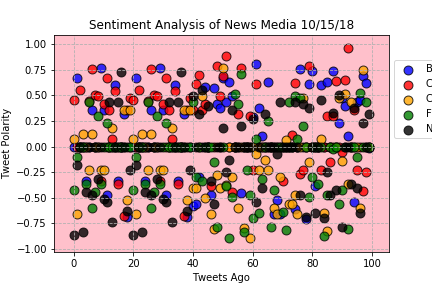 Sentiment Analysis of News Media 10/15/18
1.00
0.75
0.50
0.25
0.00
−0.25
−0.50
−0.75
−1.00
Tweet Polarity
0 20 40 60 80 100
Tweets Ago
B
C
C
F
N